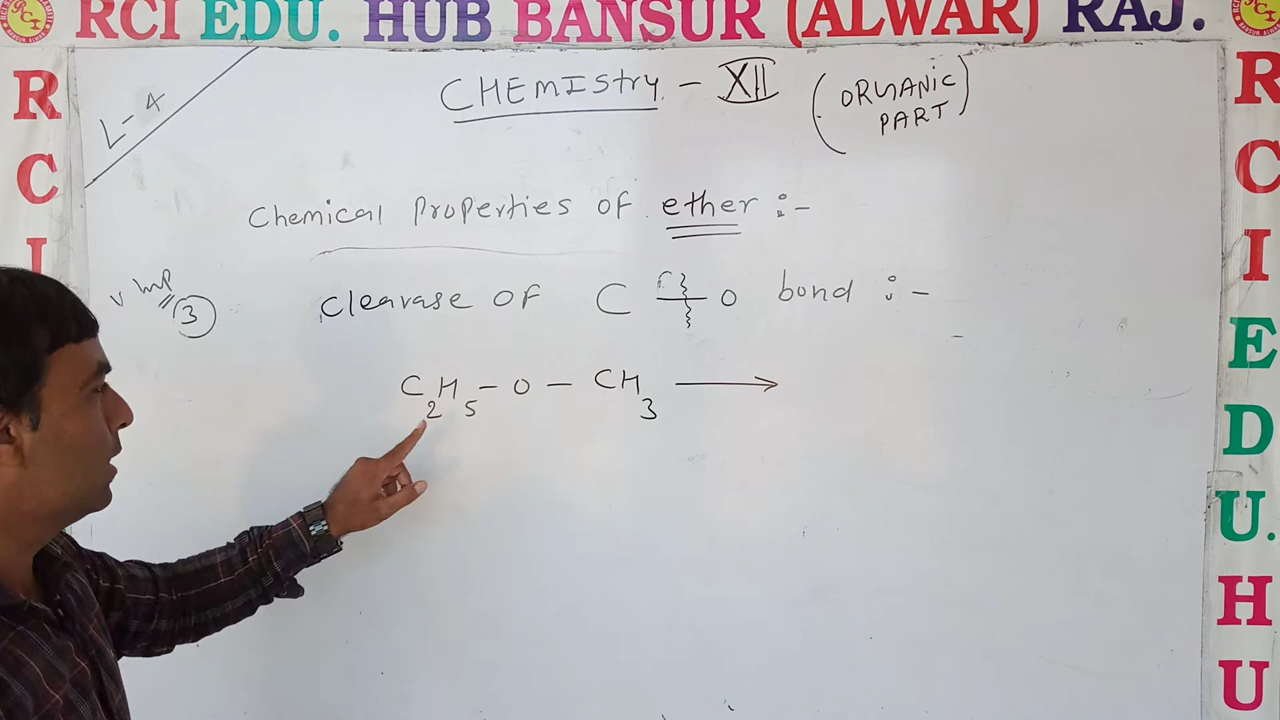 RCI EDU. HUB BANSUR (ALWAR) RAJ.
R
C
I
L-4
CHEMIStry - XII (ORGANIC PART)
Chemical properties of ether :-
v Imp
3
Cleavase OF C - O bond :-
C2H5 - O - CH3 ⟶
R
C
I
E
D
U.
H
U